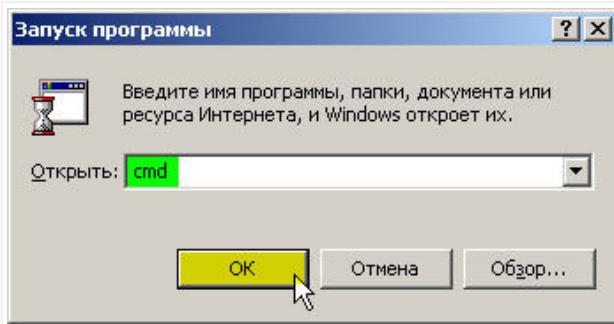 Запуск программы
Введите имя программы, папки, документа или
ресурса Интернета, и Windows откроет их.
Открыть: cmd
OK Отмена Обзор...